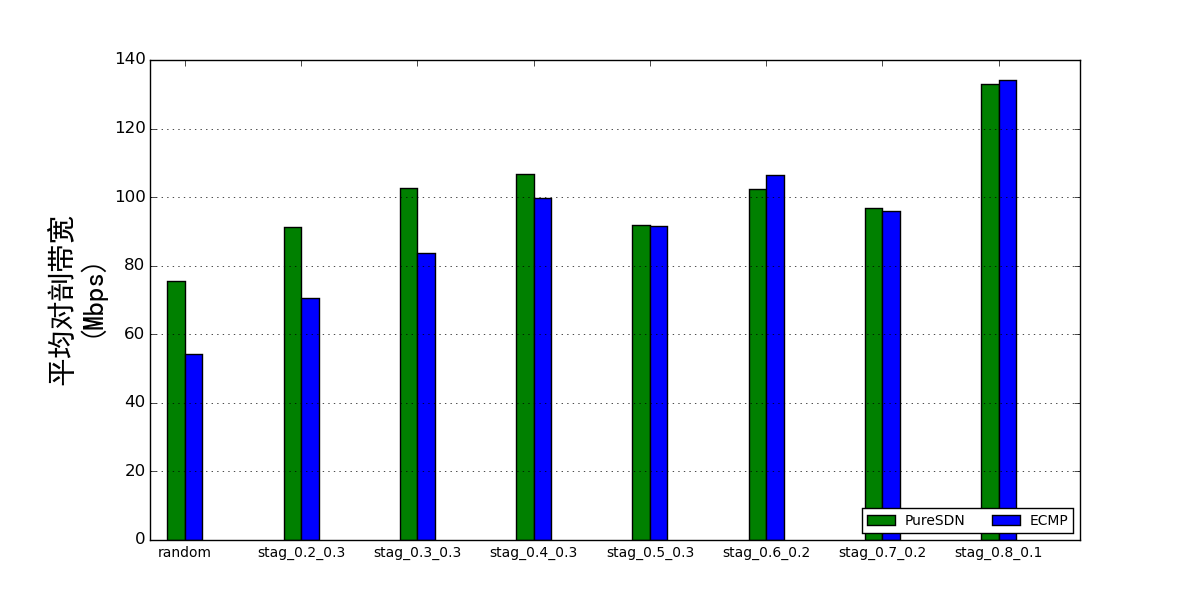 平均对剖带宽
(Mbps)
140
120
100
80
60
40
20
0
random stag_0.2_0.3 stag_0.3_0.3 stag_0.4_0.3 stag_0.5_0.3 stag_0.6_0.2 stag_0.7_0.2 stag_0.8_0.1
PureSDN ECMP